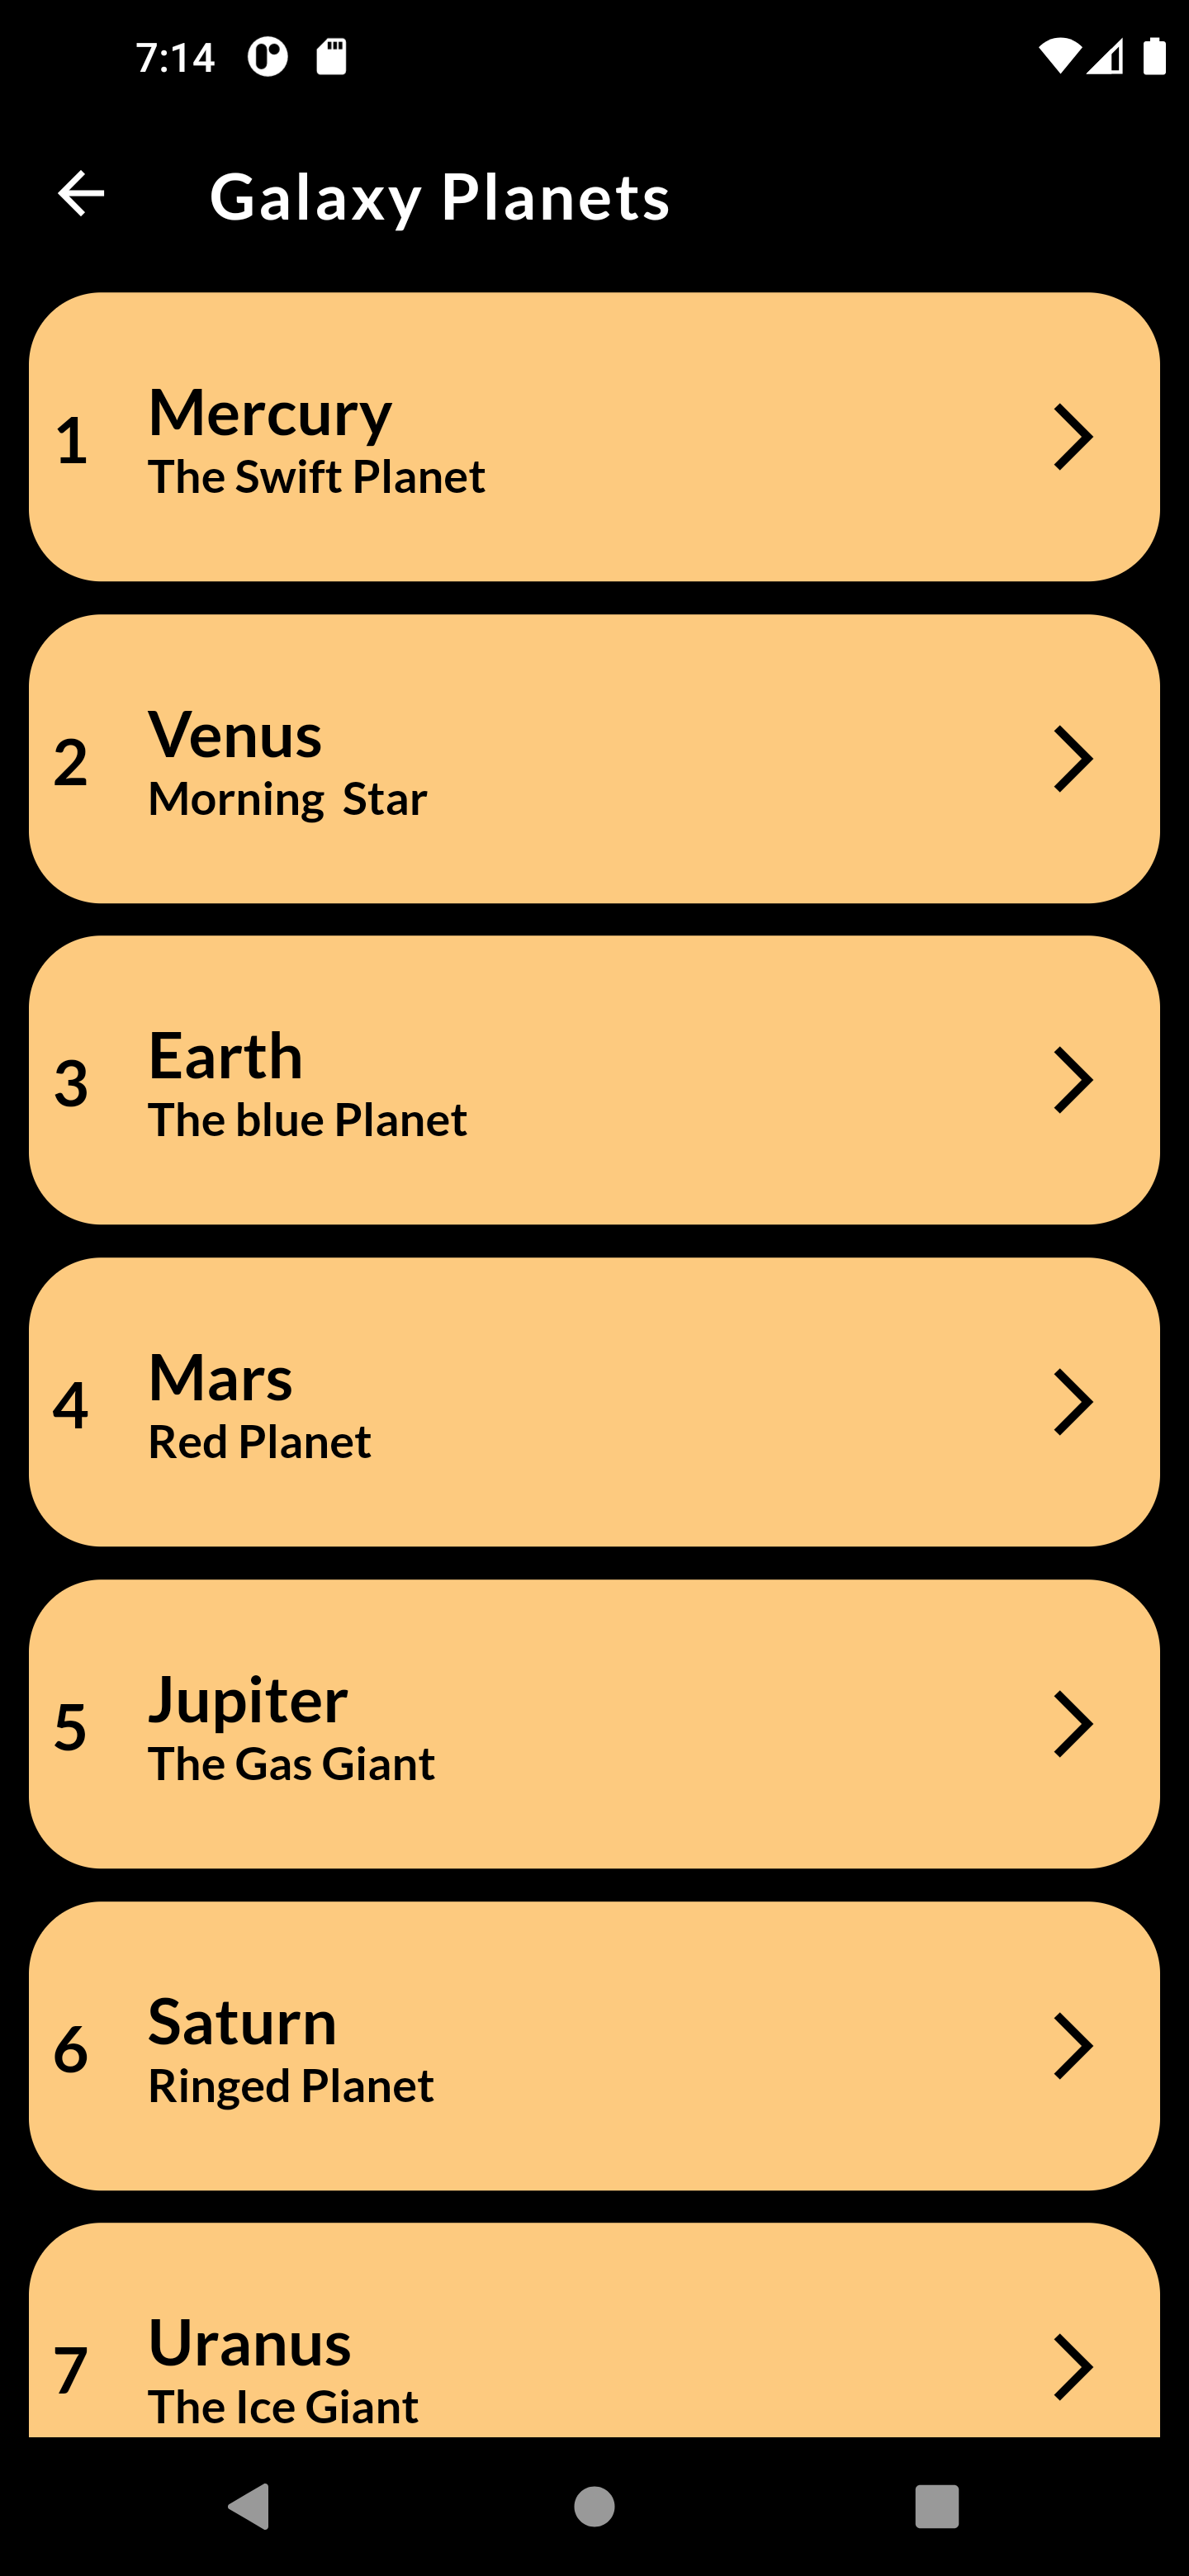 7:14
Galaxy Planets
1
Mercury
The Swift Planet
2
Venus
Morning  Star
3
Earth
The blue Planet
4
Mars
Red Planet
5
Jupiter
The Gas Giant
6
Saturn
Ringed Planet
7
Uranus
The Ice Giant